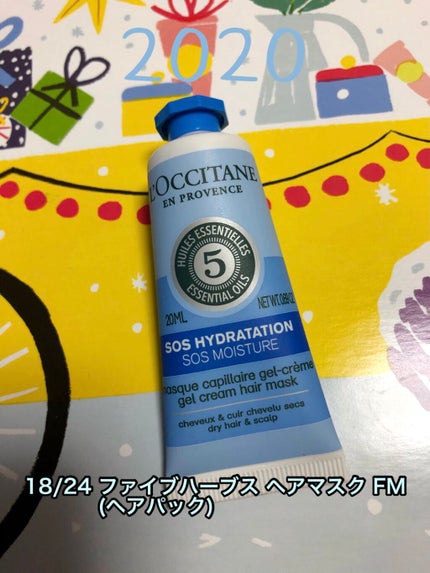 2020
L'OCCITANE
EN PROVENCE
HUILES ESSENTIELLES
5
ESSENTIAL OILS
20ML
NET WT.
SOS HYDRATATION
SOS MOISTURE
masque capillaire gel-crème
gel cream hair mask
cheveux & cuir chevelu secs
dry hair & scalp
18/24 ファイブハーブス ヘアマスク FM
(ヘアパック)